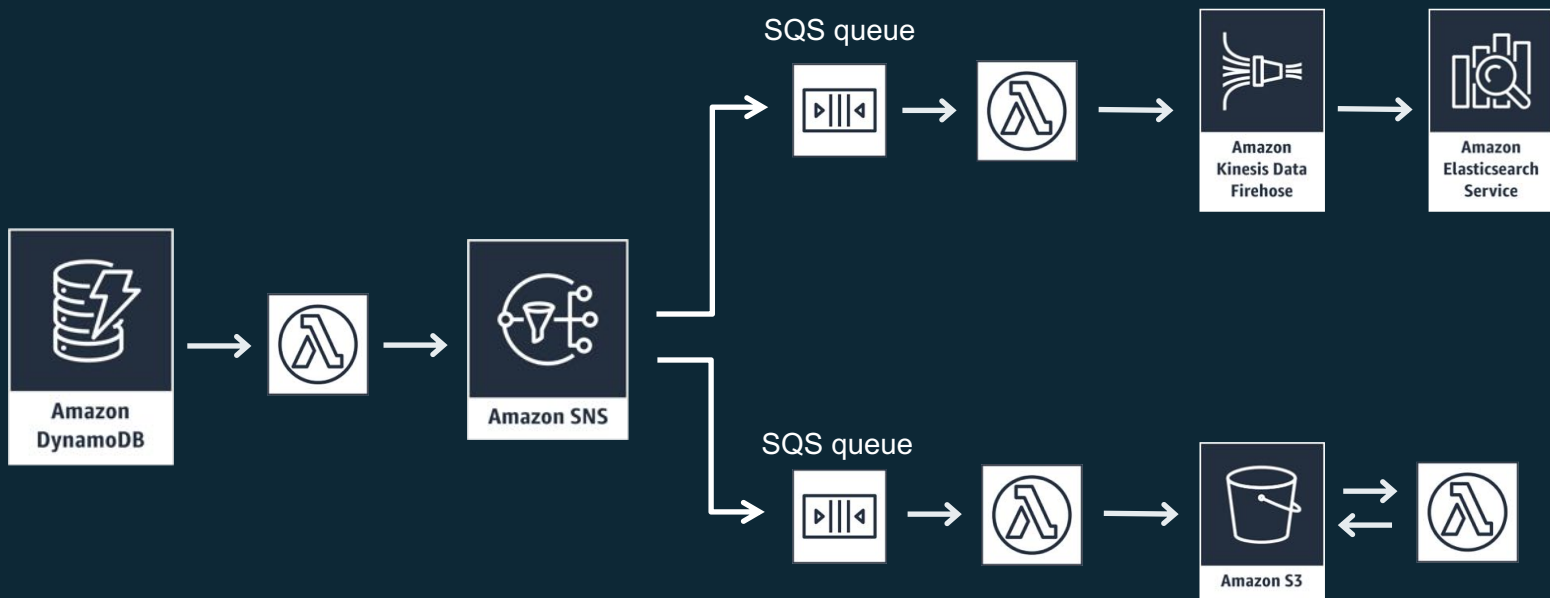 SQS queue
Amazon
Kinesis Data
Firehose
Amazon
Elasticsearch
Service
Amazon
DynamoDB
Amazon SNS
SQS queue
Amazon S3